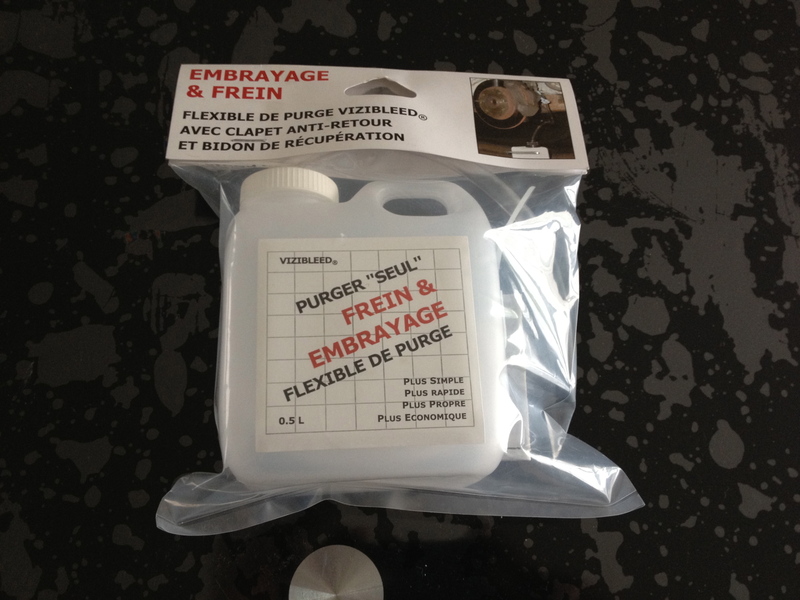 EMBRAYAGE
& FREIN
FLEXIBLE DE PURGE VIZIBLEED®
AVEC CLAPET ANTI-RETOUR
ET BIDON DE RÉCUPÉRATION
VIZIBLEED®
PURGER "SEUL"
FREIN &
EMBRAYAGE
FLEXIBLE DE PURGE
PLUS SIMPLE
PLUS RAPIDE
PLUS PROPRE
PLUS ECONOMIQUE
0.5 L